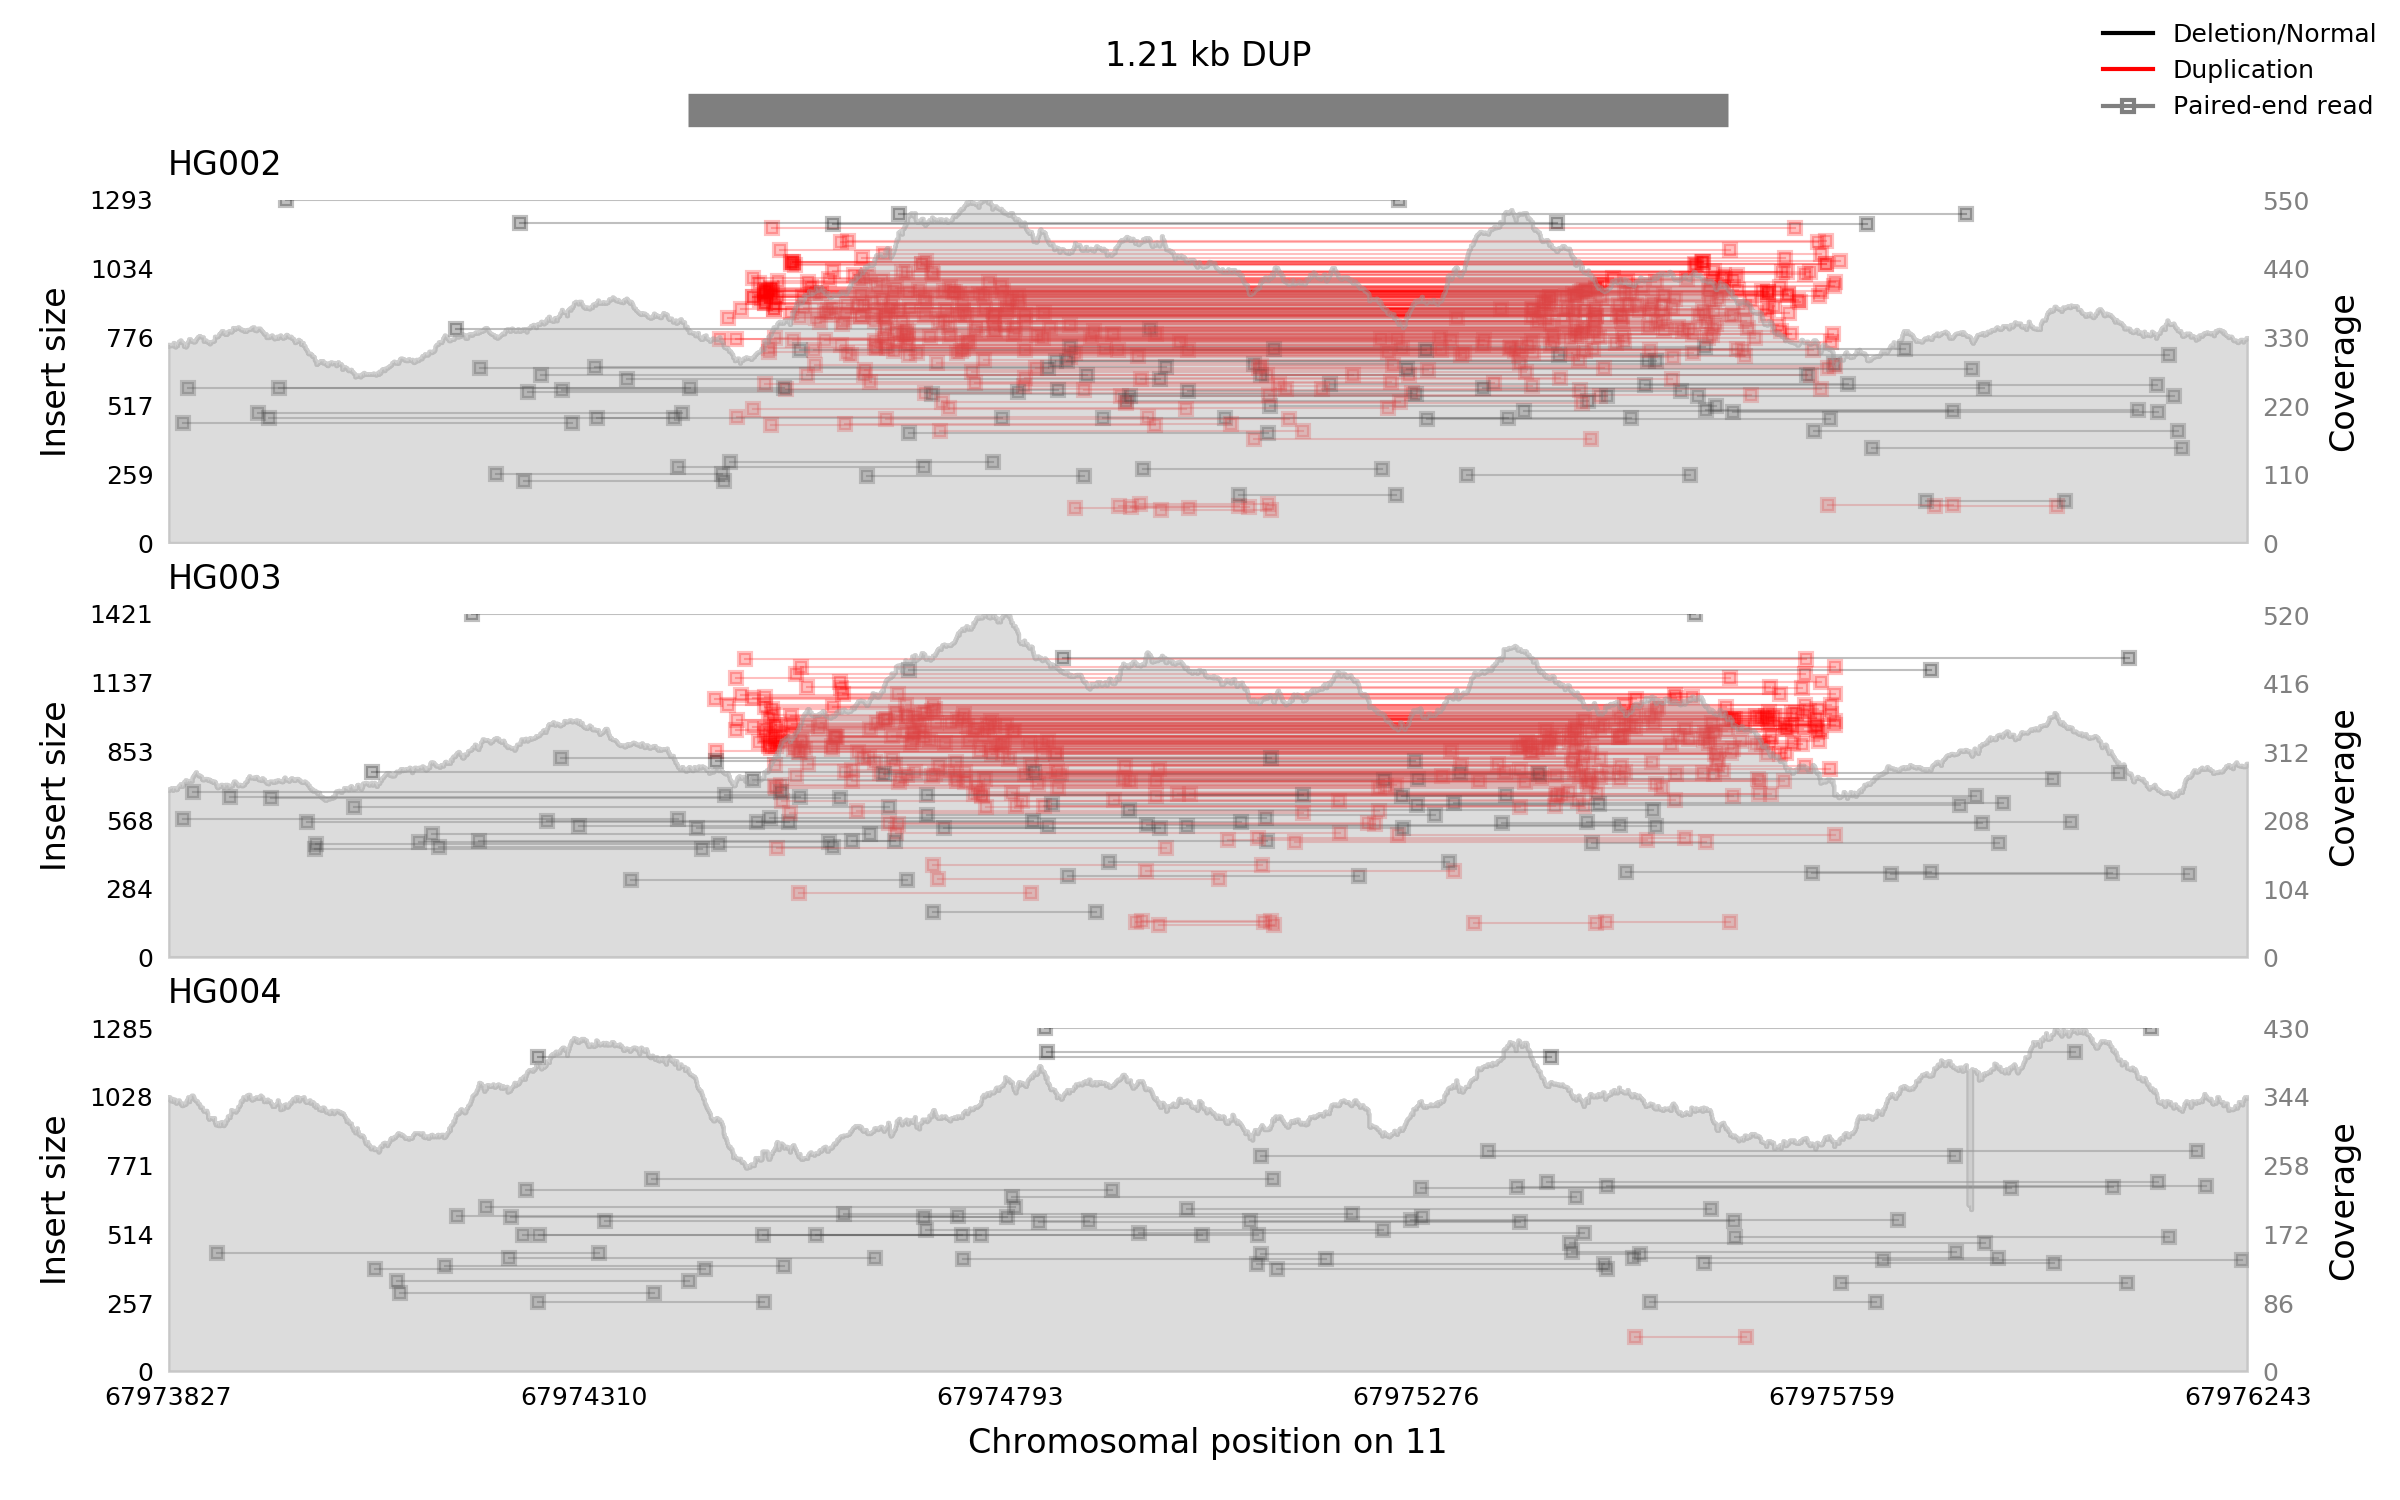 Deletion/Normal
1.21 kb DUP
Duplication
Paired-end read
HG002
1293
1034
776
517
259
0
Insert size
550
440
330
220
110
0
Coverage
HG003
1421
1137
853
568
284
0
Insert size
520
416
312
208
104
0
Coverage
HG004
1285
1028
771
514
257
0
Insert size
430
344
258
172
86
0
Coverage
67973827 67974310 67974793 67975276 67975759 67976243
Chromosomal position on 11